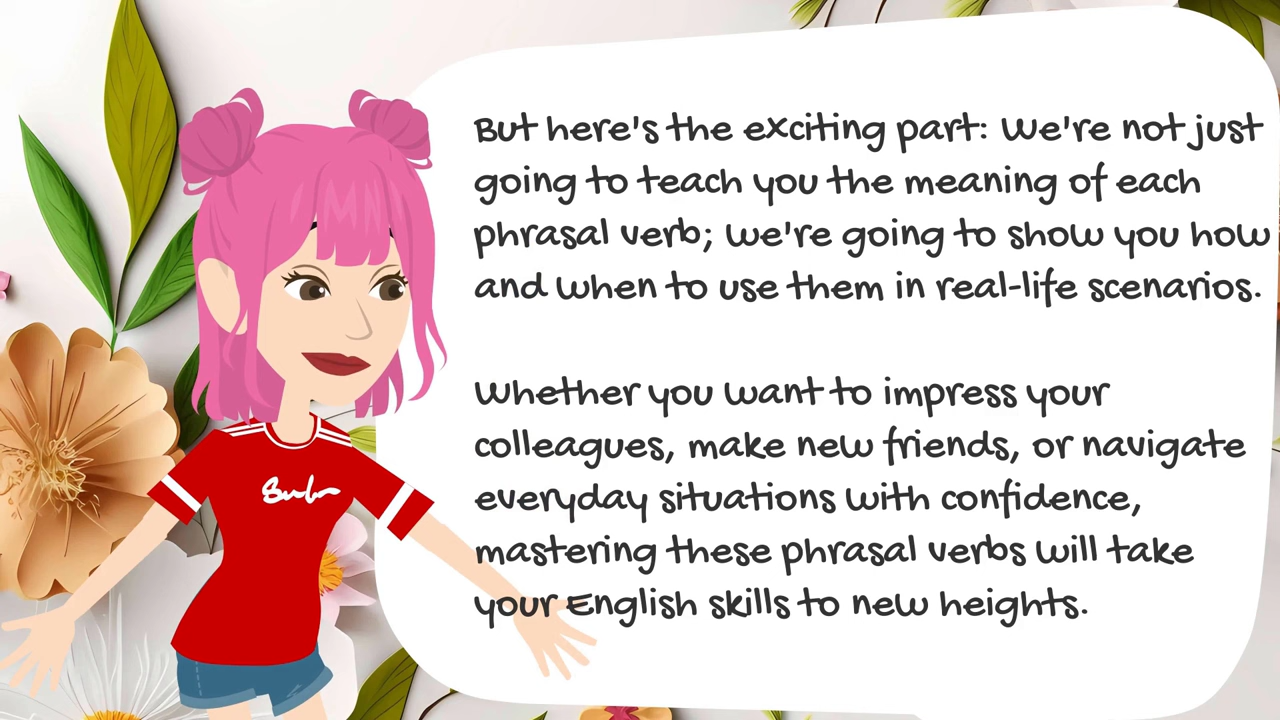 But here's the exciting part: We're not just
going to teach you the meaning of each
phrasal verb; we're going to show you how
and when to use them in real-life scenarios.
Whether you want to impress your
colleagues, make new friends, or navigate
everyday situations with confidence,
mastering these phrasal verbs will take
your English skills to new heights.